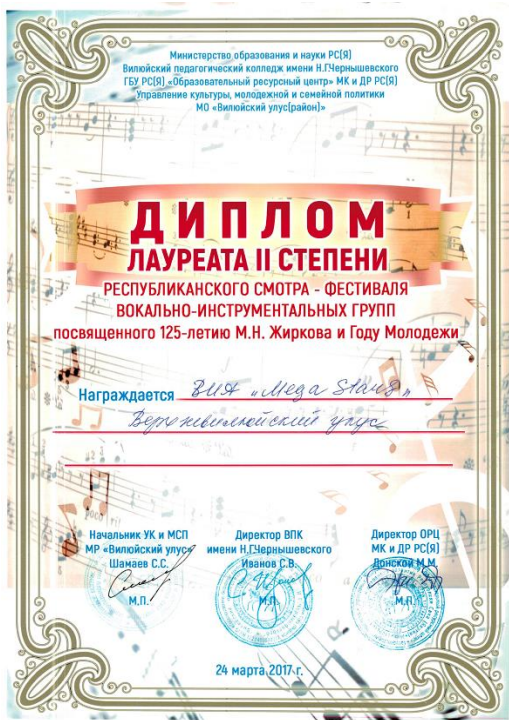 Министерство образования и науки РС(Я)
Вилюйский педагогический колледж имени Н.Г.Чернышевского
ГБУ РС(Я) «Образовательный ресурсный центр» МК и ДР РС(Я)
Управление культуры, молодежной и семейной политики
МО «Вилюйский улус(район)»
ДИПЛОМ
ЛАУРЕАТА II СТЕПЕНИ
РЕСПУБЛИКАНСКОГО СМОТРА - ФЕСТИВАЛЯ
ВОКАЛЬНО-ИНСТРУМЕНТАЛЬНЫХ ГРУПП
посвященного 125-летию М.Н. Жиркова и Году Молодежи
Награждается ВИА „Mega Stars"
Верхневилюйский улус
Начальник УК и МСП
МР «Вилюйский улус»
Шамаев С.С.
М.П.
Директор ВПК
имени Н.Г.Чернышевского
Иванов С.В.
М.П.
Директор ОРЦ
МК и ДР РС(Я)
Донской М.М.
М.П.
24 марта 2017 г.